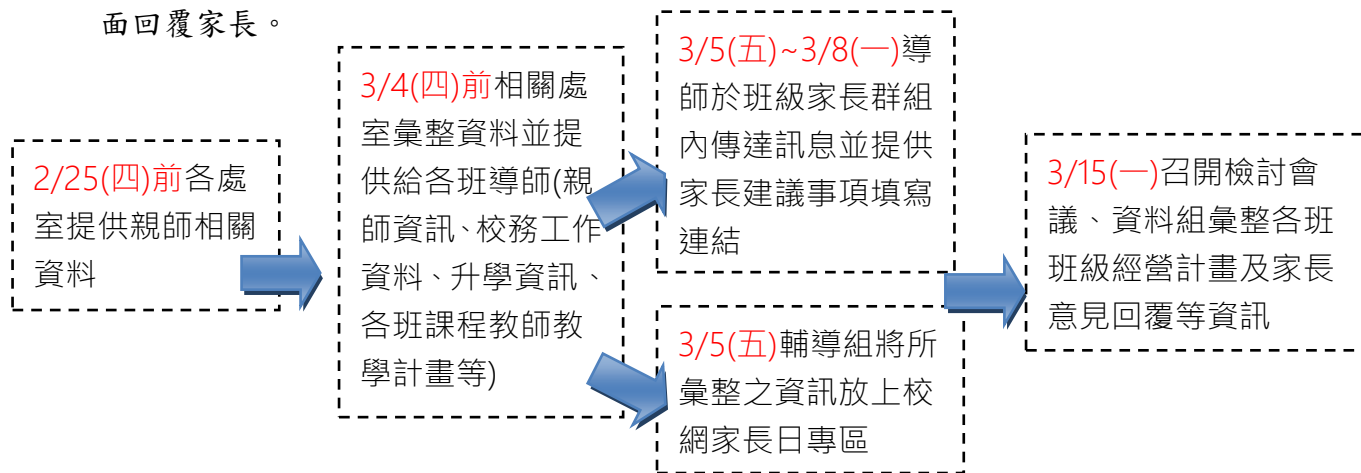 面回覆家長。
2/25(四)前各處
室提供親師相關
資料
3/4(四)前相關處
室彙整資料並提
供給各班導師(親
師資訊、校務工作
資料、升學資訊、
各班課程教師教
學計畫等)
3/5(五)~3/8(一)導
師於班級家長群組
內傳達訊息並提供
家長建議事項填寫
連結
3/5(五)輔導組將所
彙整之資訊放上校
網家長日專區
3/15(一)召開檢討會
議、資料組彙整各班
班級經營計畫及家長
意見回覆等資訊